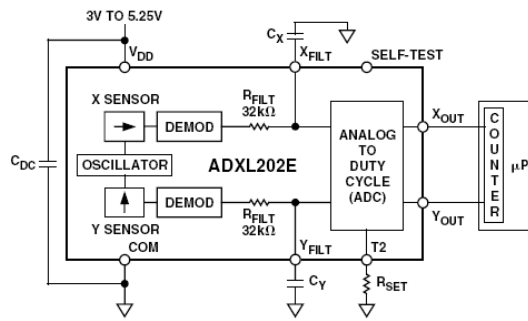 3V TO 5.25V
CX
VDD
XFILT
SELF-TEST
X SENSOR
RFILT
32kΩ
DEMOD
XOUT
ANALOG
TO
DUTY
CYCLE
(ADC)
COUNTER
µP
CDC
OSCILLATOR
ADXL202E
DEMOD
RFILT
32kΩ
YOUT
Y SENSOR
COM
YFILT
T2
CY
RSET